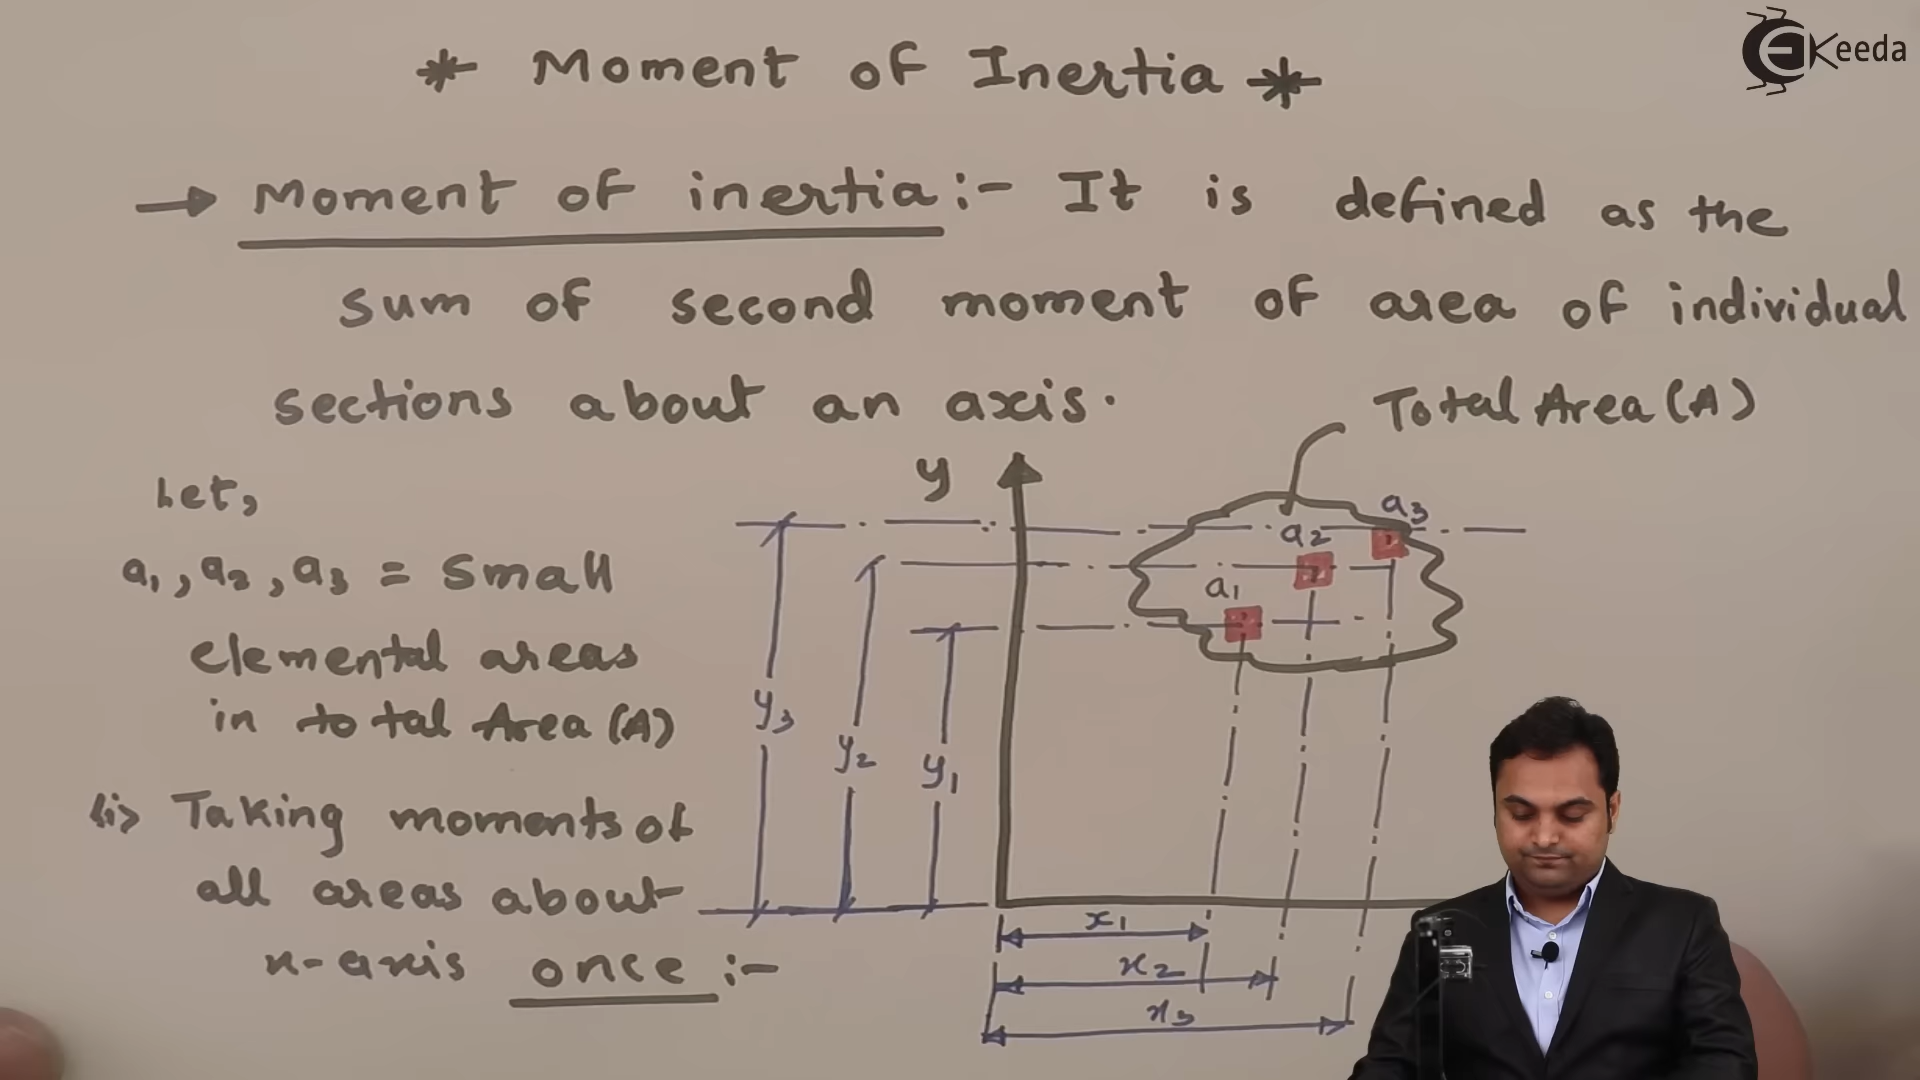 Ekeeda
* Moment of Inertia *
→ Moment of inertia:- It is defined as the
sum of second moment of area of individual
sections about an axis.
Total Area (A)
Let,
a1, a2, a3 = small
elemental areas
in total Area (A)
(i) Taking moments of
all areas about
x-axis once :-
y
a3
a2
a1
y3
y2
y1
x1
x2
x3